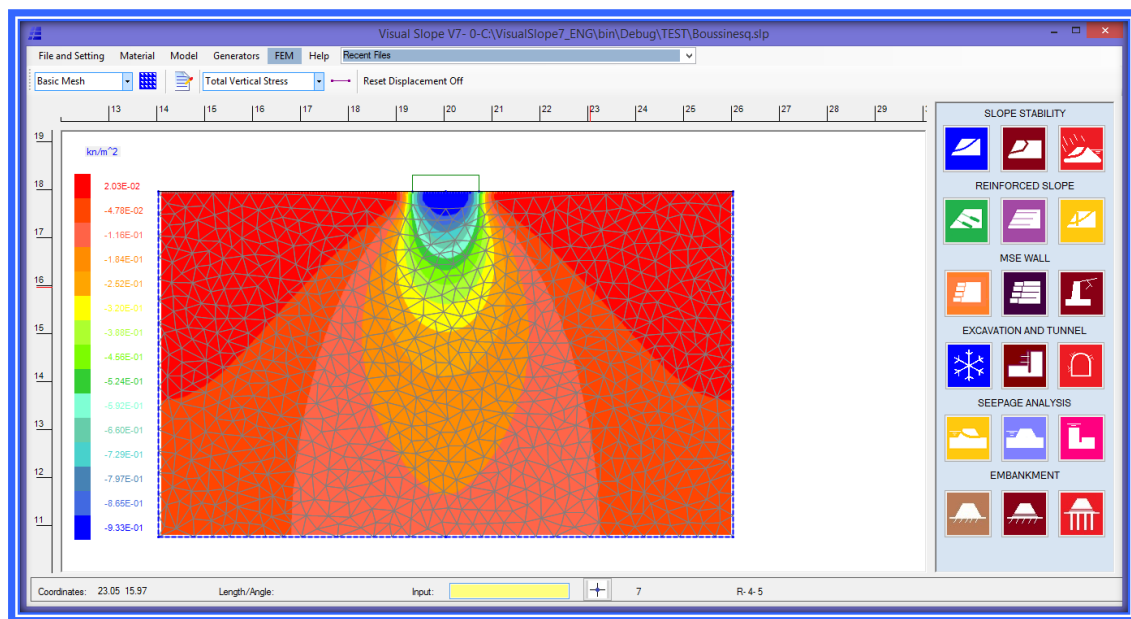 Visual Slope V7- 0-C:\VisualSlope7_ENG\bin\Debug\TEST\Boussinesq.slp
File and Setting Material Model Generators FEM Help Recent Files
Basic Mesh Total Vertical Stress Reset Displacement Off
13 14 15 16 17 18 19 20 21 22 23 24 25 26 27 28 29
19
18
17
16
15
14
13
12
11
kn/m^2
2.03E-02
-4.78E-02
-1.16E-01
-1.84E-01
-2.52E-01
-3.20E-01
-3.88E-01
-4.56E-01
-5.24E-01
-5.92E-01
-6.60E-01
-7.29E-01
-7.97E-01
-8.65E-01
-9.33E-01
SLOPE STABILITY
REINFORCED SLOPE
MSE WALL
EXCAVATION AND TUNNEL
SEEPAGE ANALYSIS
EMBANKMENT
Coordinates: 23.05 15.97 Length/Angle: Input: 7 R- 4- 5